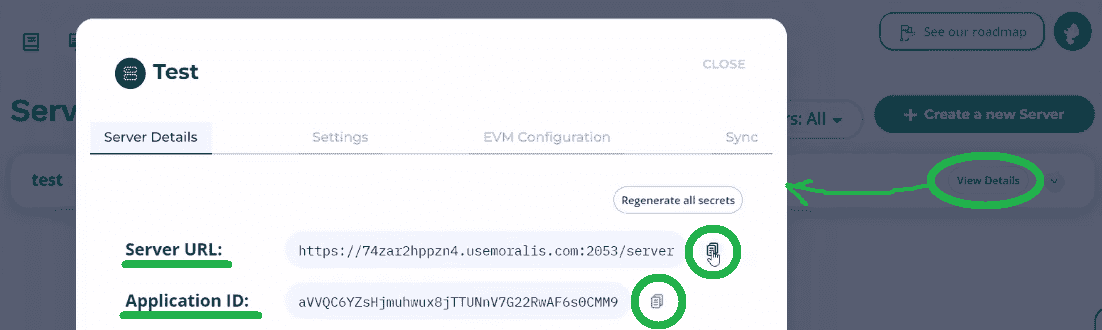 See our roadmap
Test
CLOSE
Serv
rs: All
+ Create a new Server
Server Details
Settings
EVM Configuration
Sync
test
View Details
Regenerate all secrets
Server URL:
https://74zar2hppzn4.usemoralis.com:2053/server
Application ID:
aVVQC6YZsHjmuhwux8jTTUNnV7G22RwAF6s0CMM9